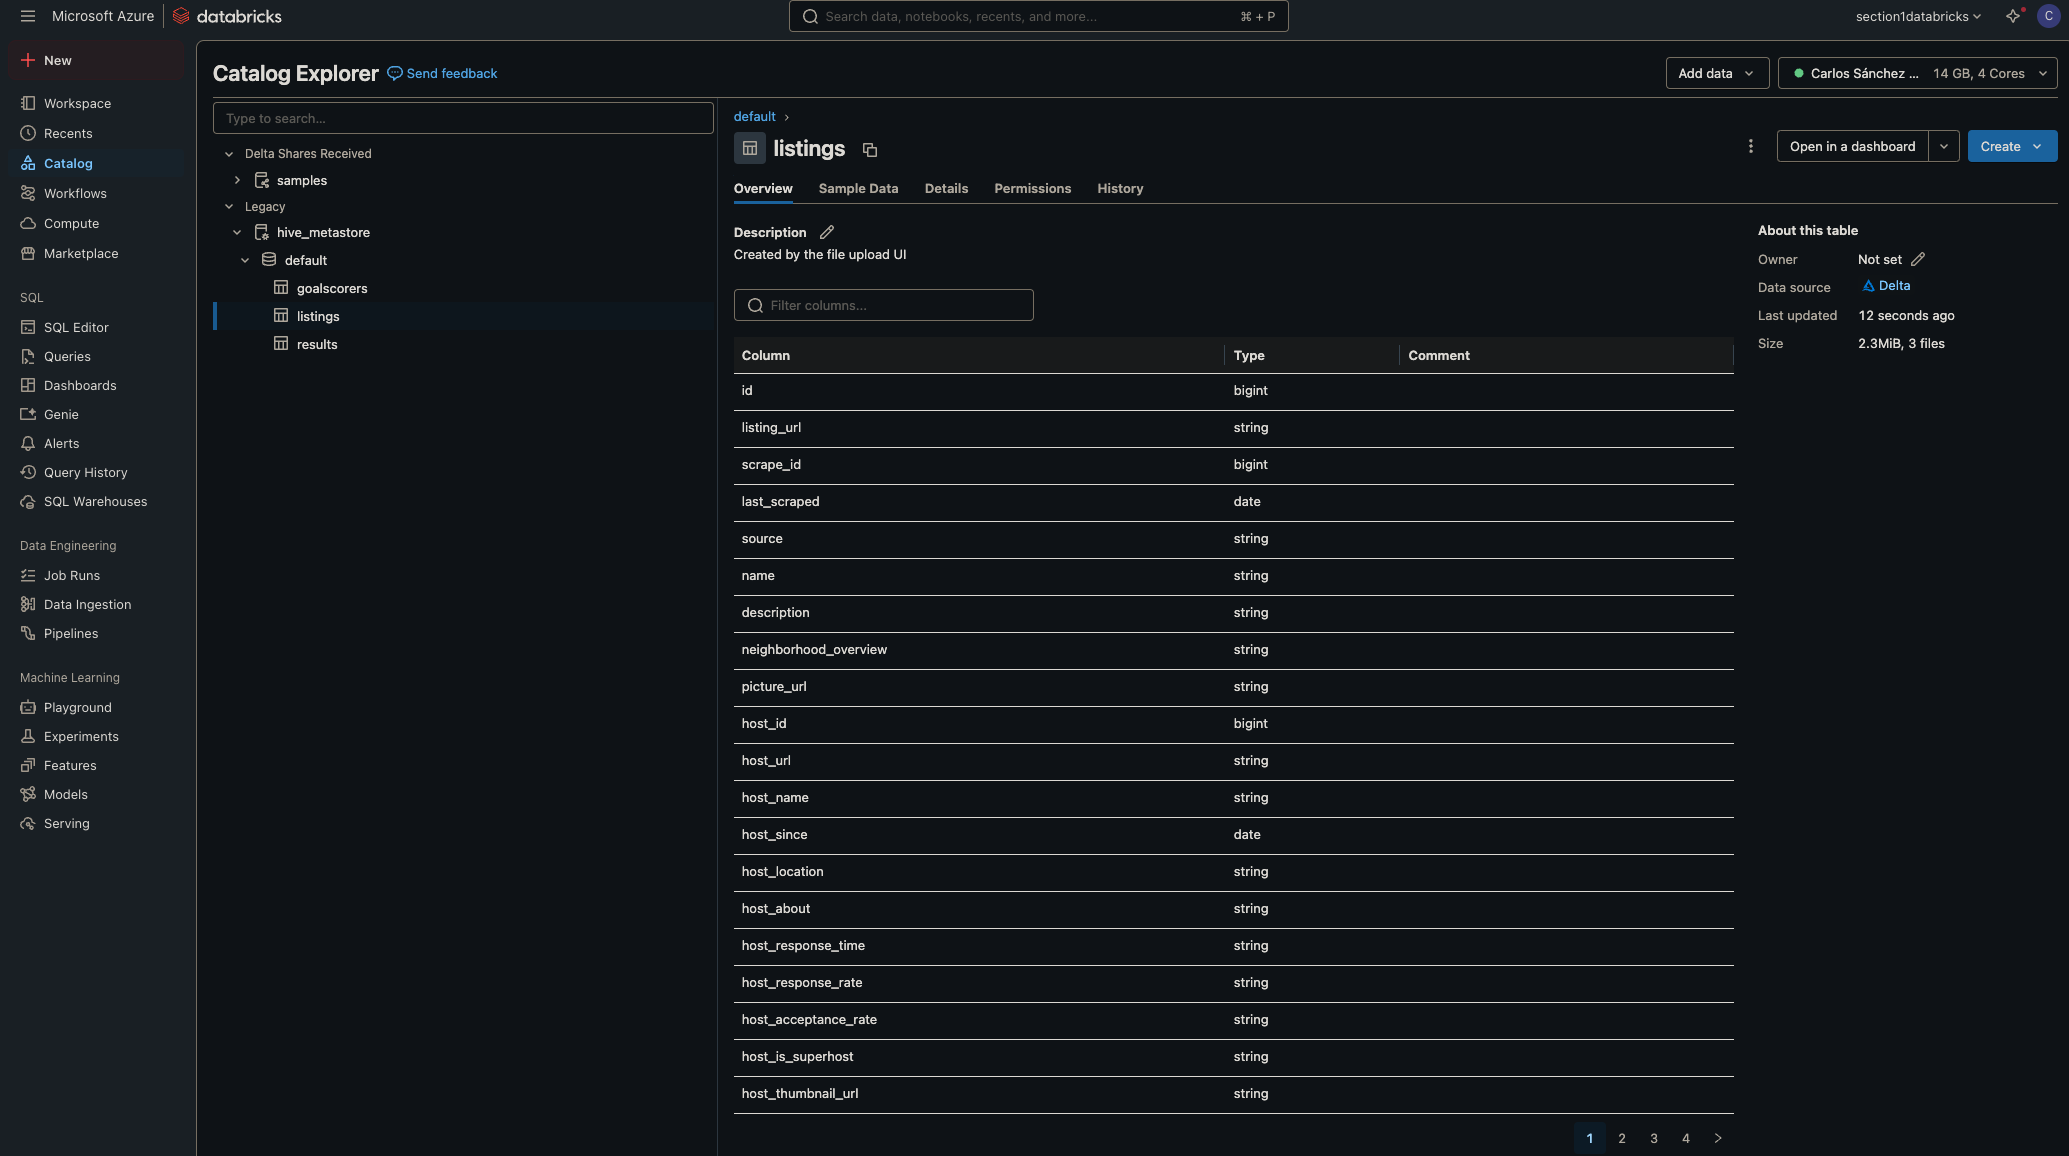 Microsoft Azure databricks
Search data, notebooks, recents, and more... ⌘ + P
section1databricks
C
New
Workspace
Recents
Catalog
Workflows
Compute
Marketplace
SQL
SQL Editor
Queries
Dashboards
Genie
Alerts
Query History
SQL Warehouses
Data Engineering
Job Runs
Data Ingestion
Pipelines
Machine Learning
Playground
Experiments
Features
Models
Serving
Catalog Explorer Send feedback
Add data
Carlos Sánchez ... 14 GB, 4 Cores
Type to search...
Delta Shares Received
samples
Legacy
hive_metastore
default
goalscorers
listings
results
default ›
listings
Open in a dashboard
Create
Overview Sample Data Details Permissions History
Description
Created by the file upload UI
Filter columns...
Column Type Comment
id bigint
listing_url string
scrape_id bigint
last_scraped date
source string
name string
description string
neighborhood_overview string
picture_url string
host_id bigint
host_url string
host_name string
host_since date
host_location string
host_about string
host_response_time string
host_response_rate string
host_acceptance_rate string
host_is_superhost string
host_thumbnail_url string
1 2 3 4
About this table
Owner Not set
Data source Delta
Last updated 12 seconds ago
Size 2.3MiB, 3 files